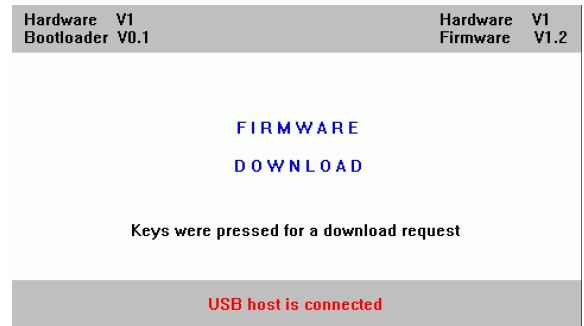 Hardware V1 Hardware V1
Bootloader V0.1 Firmware V1.2
FIRMWARE
DOWNLOAD
Keys were pressed for a download request
USB host is connected